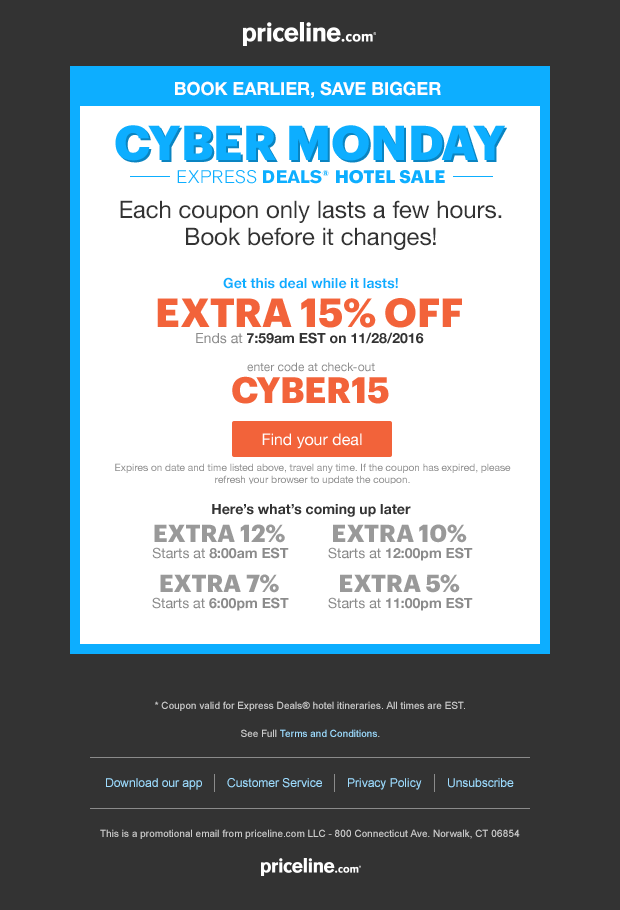 priceline.com®
BOOK EARLIER, SAVE BIGGER
CYBER MONDAY
EXPRESS DEALS® HOTEL SALE
Each coupon only lasts a few hours.
Book before it changes!
Get this deal while it lasts!
EXTRA 15% OFF
Ends at 7:59am EST on 11/28/2016
enter code at check-out
CYBER15
Find your deal
Expires on date and time listed above, travel any time. If the coupon has expired, please
refresh your browser to update the coupon.
Here's what's coming up later
EXTRA 12% EXTRA 10%
Starts at 8:00am EST Starts at 12:00pm EST
EXTRA 7% EXTRA 5%
Starts at 6:00pm EST Starts at 11:00pm EST
* Coupon valid for Express Deals® hotel itineraries. All times are EST.
See Full Terms and Conditions.
Download our app | Customer Service | Privacy Policy | Unsubscribe
This is a promotional email from priceline.com LLC - 800 Connecticut Ave. Norwalk, CT 06854
priceline.com®